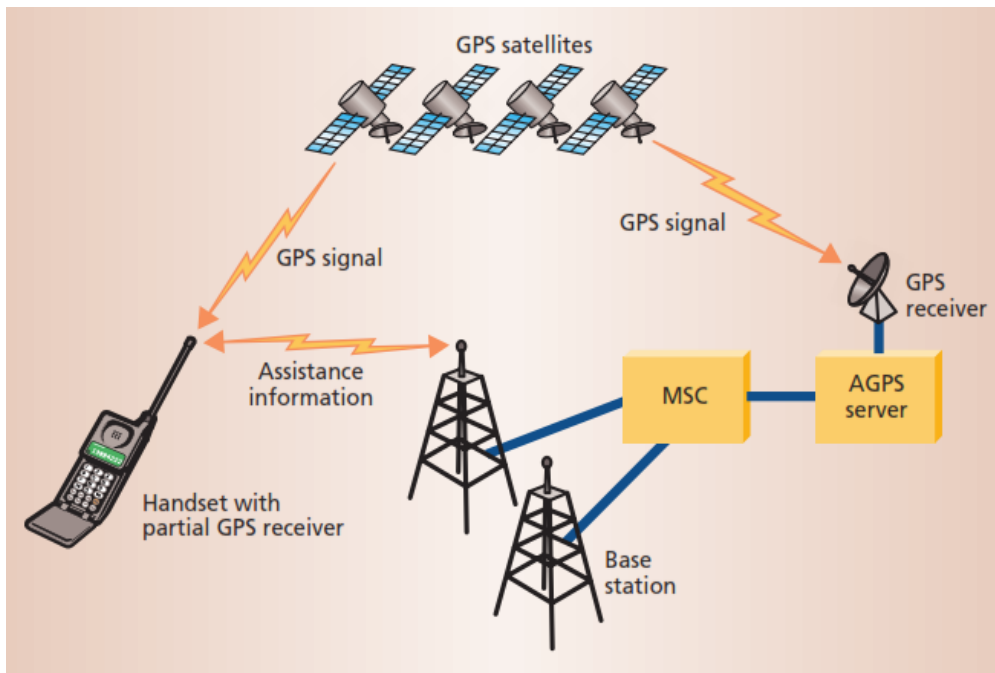 GPS satellites
GPS signal
GPS signal
GPS
receiver
Assistance
information
MSC
AGPS
server
Handset with
partial GPS receiver
Base
station